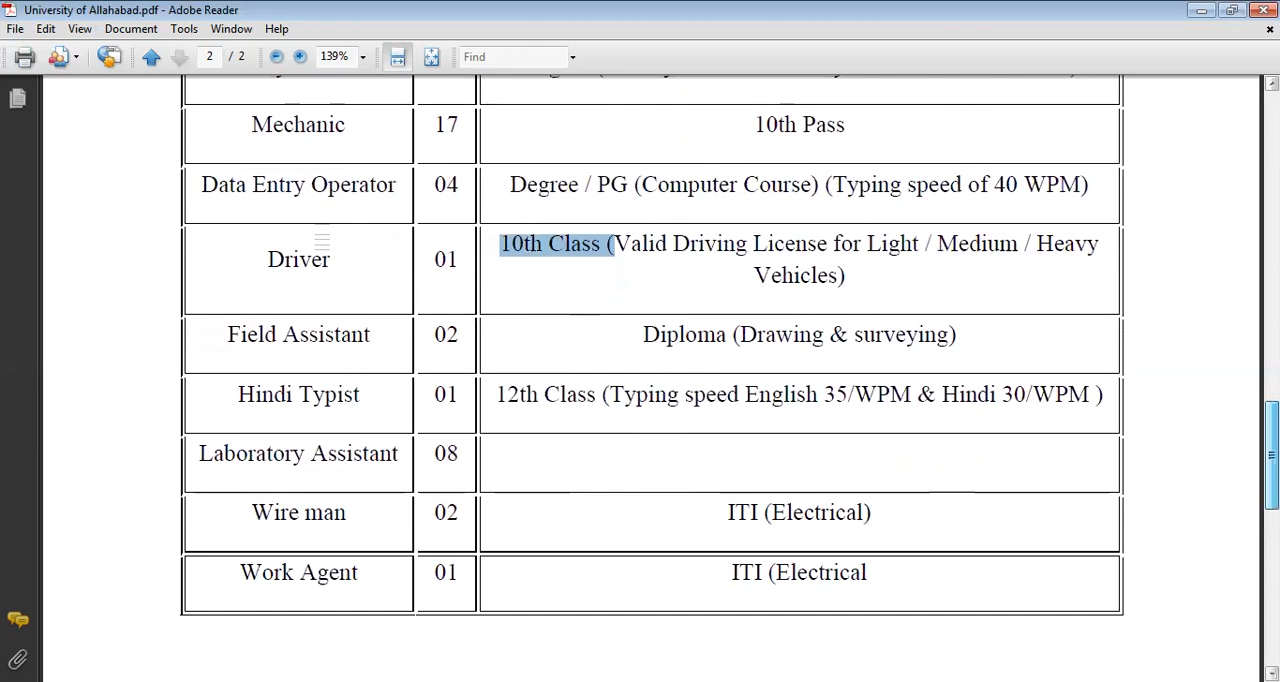 University of Allahabad.pdf - Adobe Reader
File Edit View Document Tools Window Help
2 / 2 139% Find
Mechanic 17 10th Pass
Data Entry Operator 04 Degree / PG (Computer Course) (Typing speed of 40 WPM)
Driver 01 10th Class (Valid Driving License for Light / Medium / Heavy
Vehicles)
Field Assistant 02 Diploma (Drawing & surveying)
Hindi Typist 01 12th Class (Typing speed English 35/WPM & Hindi 30/WPM )
Laboratory Assistant 08
Wire man 02 ITI (Electrical)
Work Agent 01 ITI (Electrical